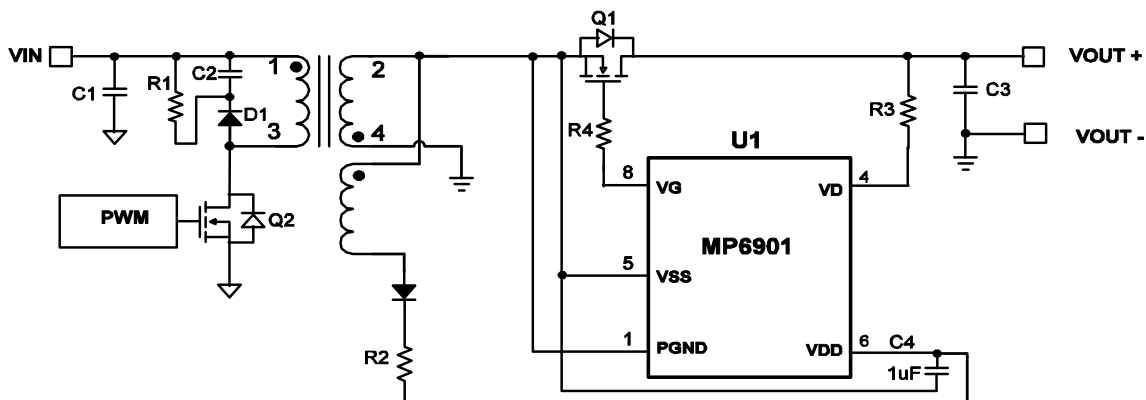 Q1
VIN
VOUT +
1
2
C2
R1
C1
D1
3
4
R4
R3
C3
VOUT -
U1
8
VG
VD
4
PWM
Q2
MP6901
5
VSS
1
PGND
VDD
6
C4
1uF
R2